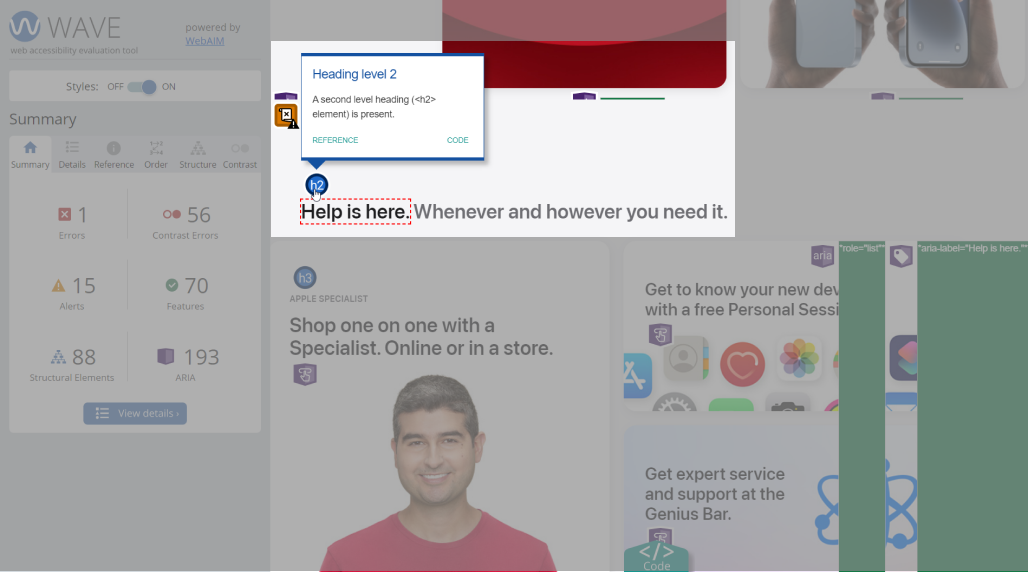 WAVE
powered by
WebAIM
web accessibility evaluation tool
Styles: OFF ON
Summary
Summary Details Reference Order Structure Contrast
1
Errors
56
Contrast Errors
15
Alerts
70
Features
88
Structural Elements
193
ARIA
View details ›
Heading level 2
A second level heading (<h2>
element) is present.
REFERENCE CODE
h2
Help is here. Whenever and however you need it.
h3
APPLE SPECIALIST
Shop one on one with a
Specialist. Online or in a store.
aria
*role="list"*
*aria-label="Help is here."*
Get to know your new dev
with a free Personal Sessi
Get expert service
and support at the
Genius Bar.
</>
Code